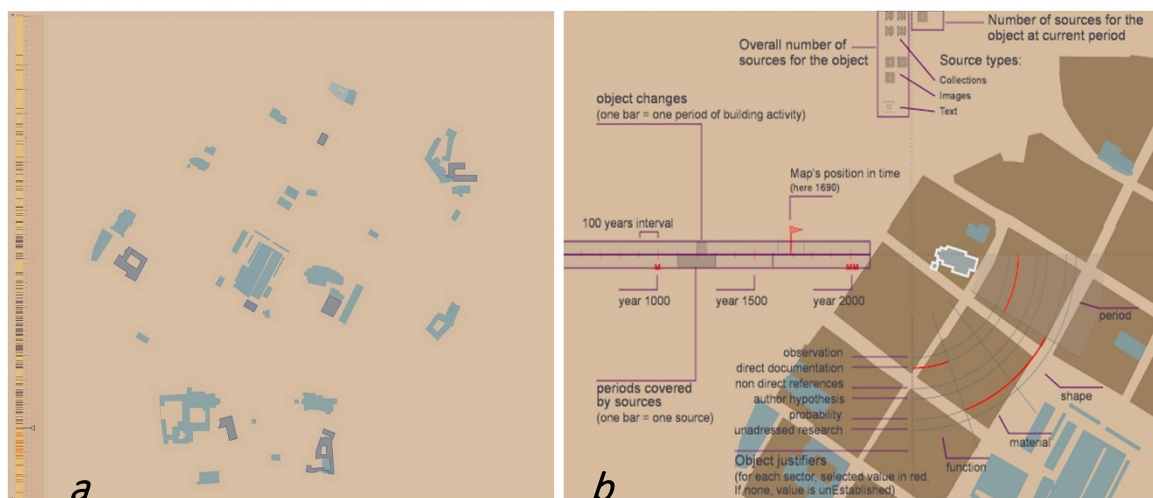 Number of sources for the
object at current period
Overall number of
sources for the object
Source types:
Collections
Images
Text
object changes
(one bar = one period of building activity)
Map's position in time
(here 1690)
100 years interval
M
MM
year 1000
year 1500
year 2000
period
observation
direct documentation
non direct references
author hypothesis
probability
unadressed research
periods covered
by sources
(one bar = one source)
shape
material
function
Object justifiers
(for each sector, selected value in red.
If none, value is unEstablished)
a
b